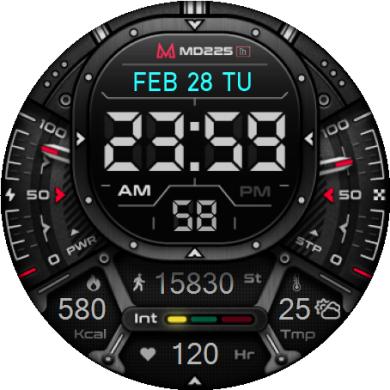 MD225 h
FEB 28 TU
23:59
AM PM
58
100 100
50 50
0 0
PWR STP
15830 St
580 25
Kcal Int Tmp
120 Hr